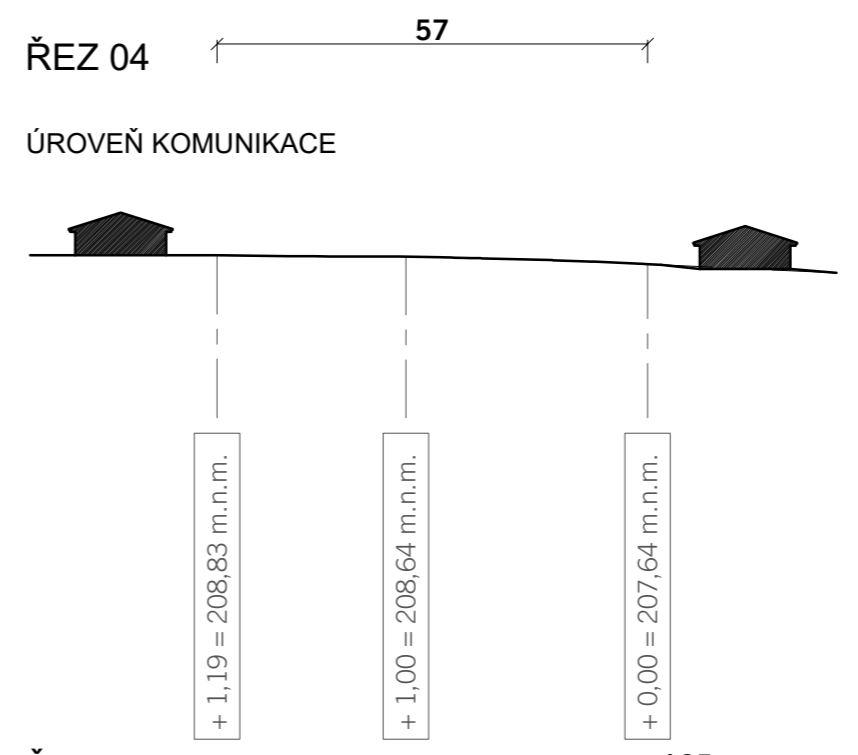 57
ŘEZ 04
ÚROVEŇ KOMUNIKACE
+ 1,19 = 208,83 m.n.m.
+ 1,00 = 208,64 m.n.m.
+ 0,00 = 207,64 m.n.m.